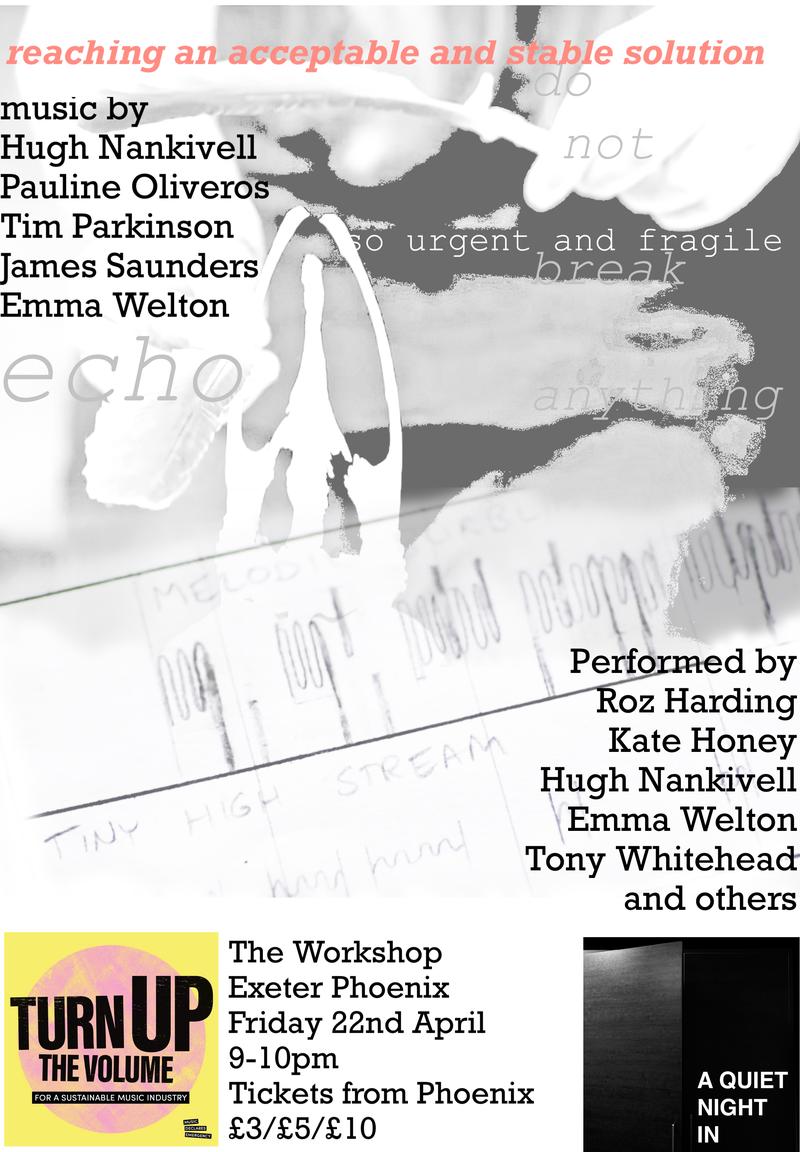 reaching an acceptable and stable solution
do
music by
not
Hugh Nankivell
Pauline Oliveros
Tim Parkinson
so urgent and fragile
James Saunders
break
Emma Welton
echo
anything
MELODI
TINY HIGH STREAM
Performed by
Roz Harding
Kate Honey
Hugh Nankivell
Emma Welton
Tony Whitehead
and others
TURN UP
THE VOLUME
FOR A SUSTAINABLE MUSIC INDUSTRY
MUSIC
DECLARES
EMERGENCY
The Workshop
Exeter Phoenix
Friday 22nd April
9-10pm
Tickets from Phoenix
£3/£5/£10
A QUIET
NIGHT
IN